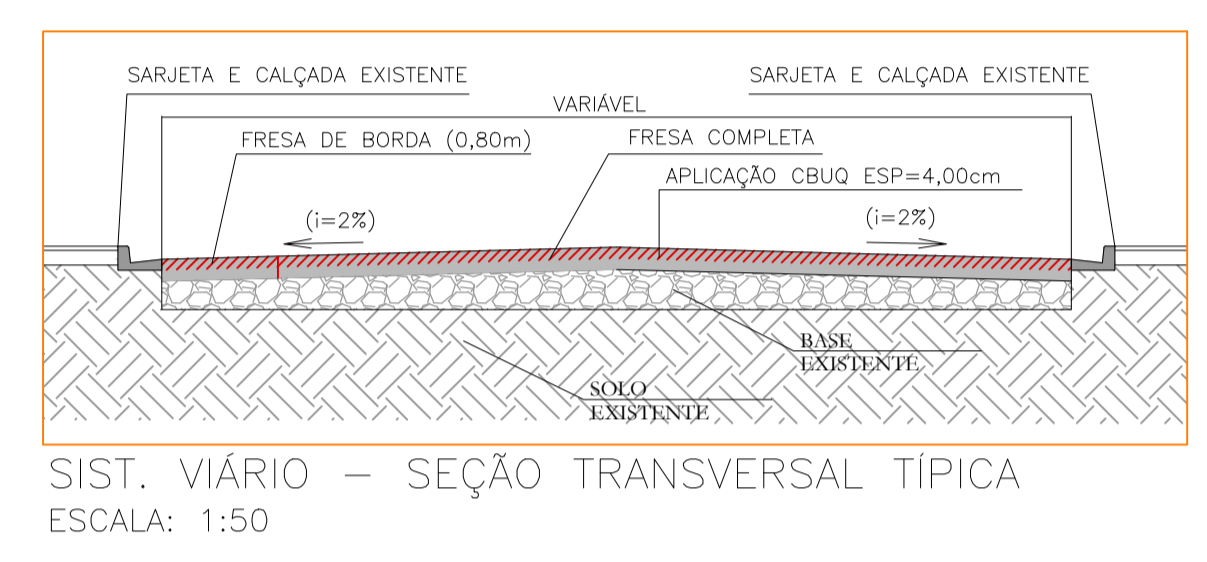 SARJETA E CALÇADA EXISTENTE
SARJETA E CALÇADA EXISTENTE
VARIÁVEL
FRESA DE BORDA (0,80m)
FRESA COMPLETA
APLICAÇÃO CBUQ ESP=4,00cm
(i=2%)
(i=2%)
BASE
EXISTENTE
SOLO
EXISTENTE
SIST. VIÁRIO – SEÇÃO TRANSVERSAL TÍPICA
ESCALA: 1:50